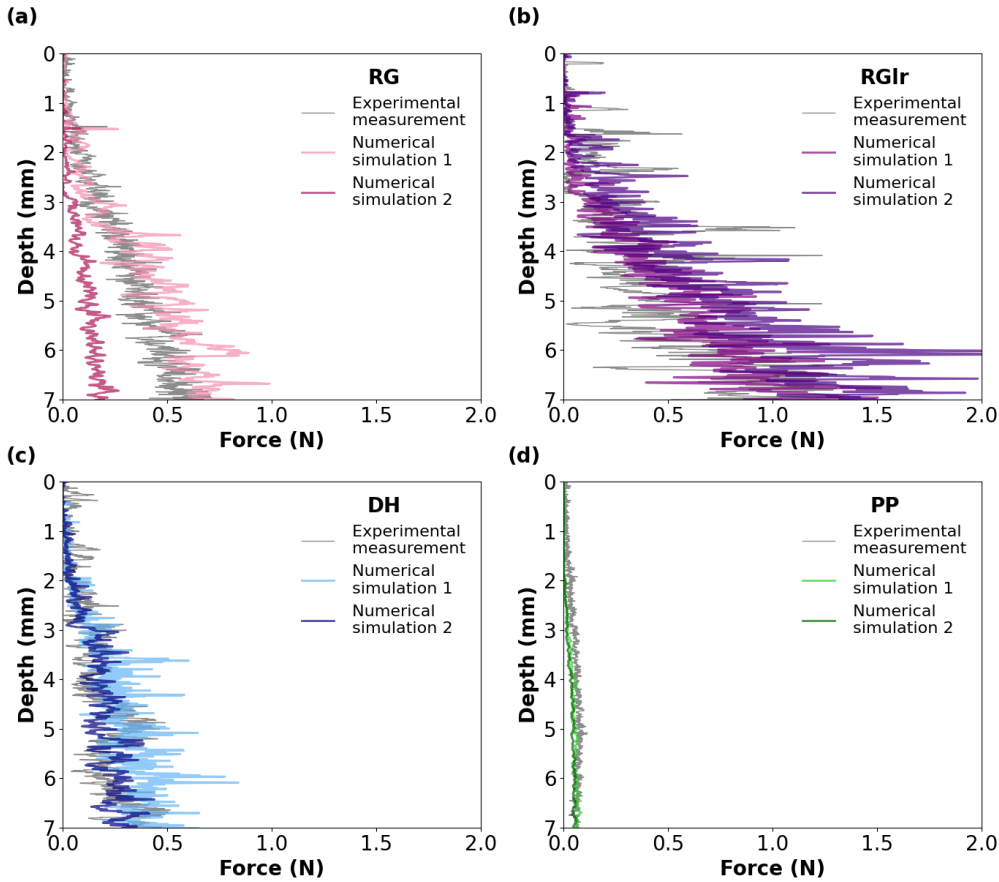 (a)
RG
Experimental
measurement
Numerical
simulation 1
Numerical
simulation 2
Depth (mm)
0
1
2
3
4
5
6
7
0.0 0.5 1.0 1.5 2.0
Force (N)
(b)
RGlr
Experimental
measurement
Numerical
simulation 1
Numerical
simulation 2
Depth (mm)
0
1
2
3
4
5
6
7
0.0 0.5 1.0 1.5 2.0
Force (N)
(c)
DH
Experimental
measurement
Numerical
simulation 1
Numerical
simulation 2
Depth (mm)
0
1
2
3
4
5
6
7
0.0 0.5 1.0 1.5 2.0
Force (N)
(d)
PP
Experimental
measurement
Numerical
simulation 1
Numerical
simulation 2
Depth (mm)
0
1
2
3
4
5
6
7
0.0 0.5 1.0 1.5 2.0
Force (N)